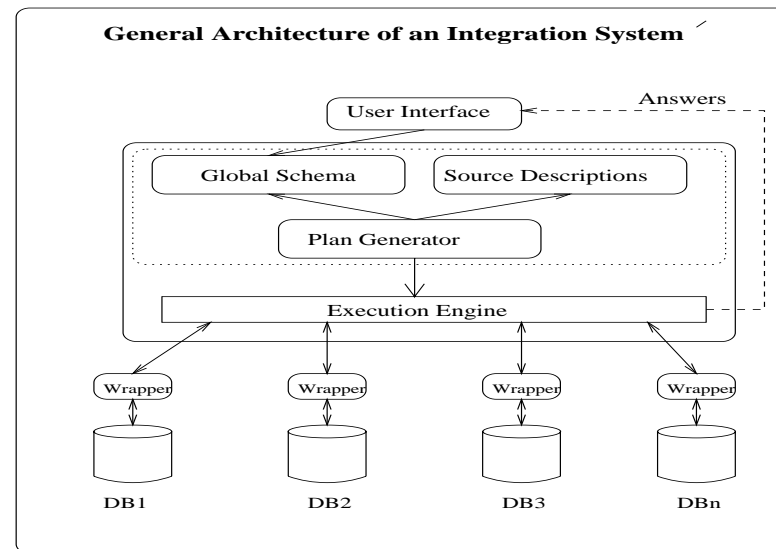 General Architecture of an Integration System
Answers
User Interface
Global Schema
Source Descriptions
Plan Generator
Execution Engine
Wrapper
Wrapper
Wrapper
Wrapper
DB1
DB2
DB3
DBn